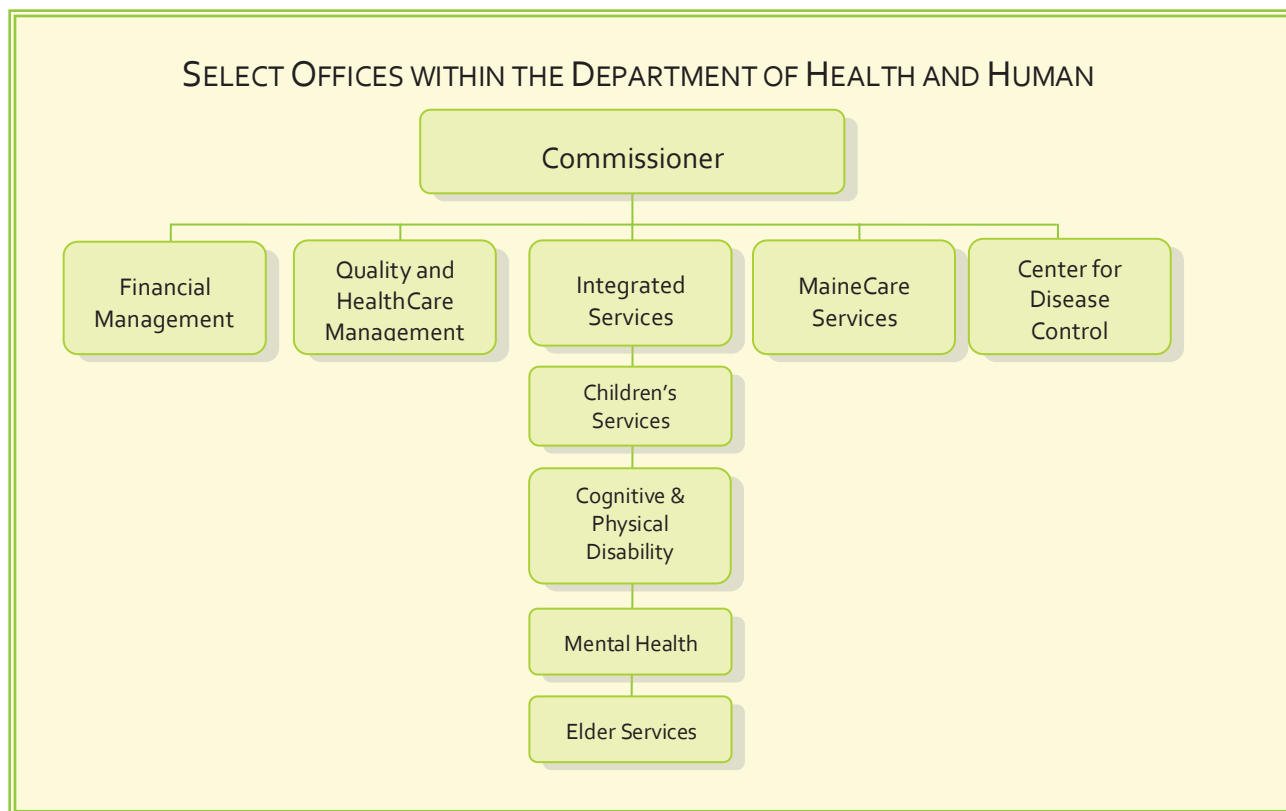 SELECT OFFICES WITHIN THE DEPARTMENT OF HEALTH AND HUMAN
Commissioner
Financial
Management
Quality and
HealthCare
Management
Integrated
Services
MaineCare
Services
Center for
Disease
Control
Children's
Services
Cognitive &
Physical
Disability
Mental Health
Elder Services